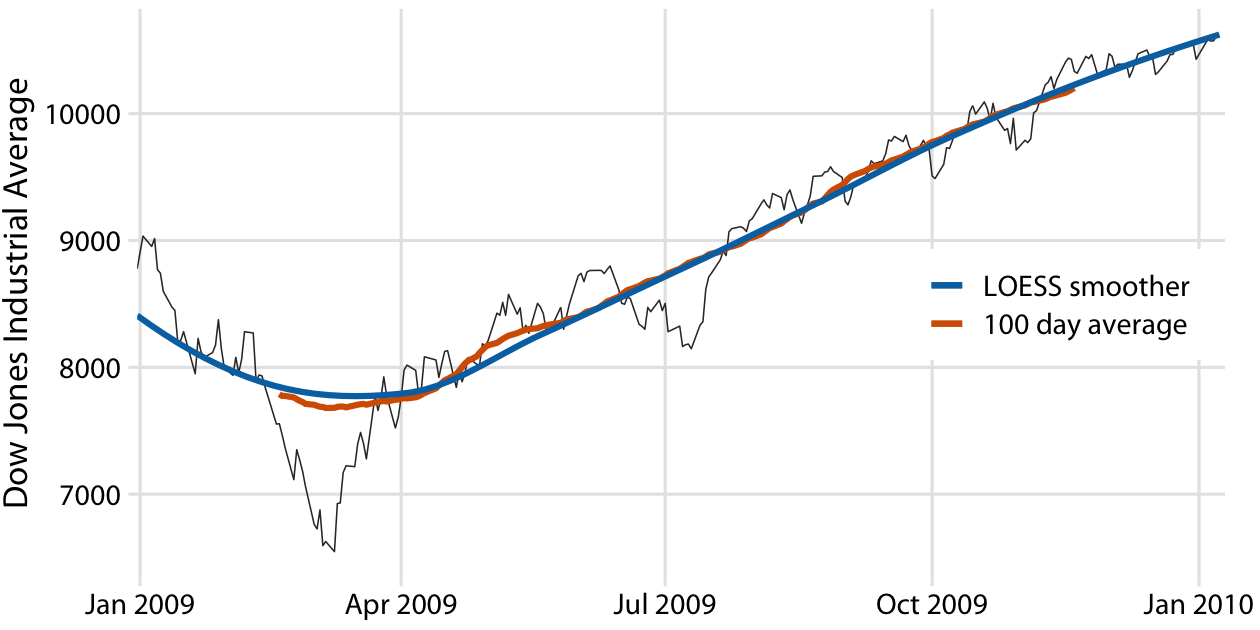 Dow Jones Industrial Average
10000
9000
8000
7000
LOESS smoother
100 day average
Jan 2009
Apr 2009
Jul 2009
Oct 2009
Jan 2010